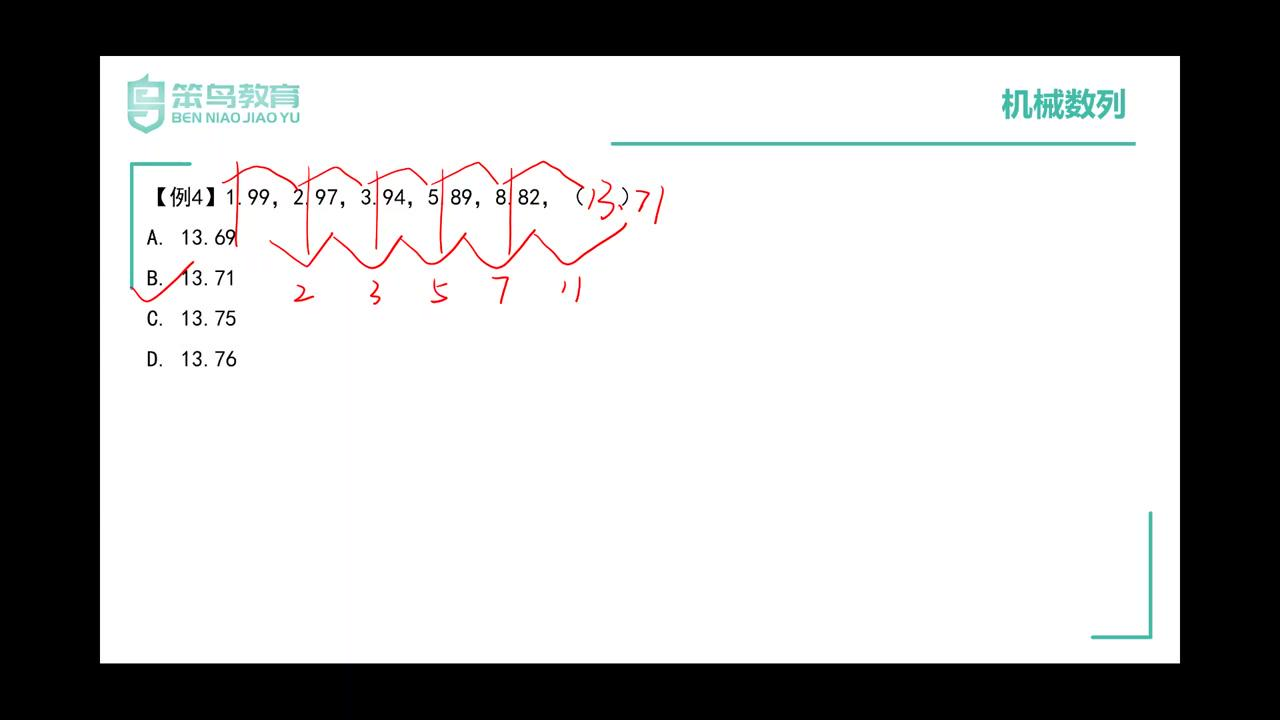 笨鸟教育
BEN NIAO JIAO YU
机械数列
【例4】1.99, 2.97, 3.94, 5.89, 8.82, （13.71）
A. 13.69
B. 13.71
2 3 5 7 11
C. 13.75
D. 13.76